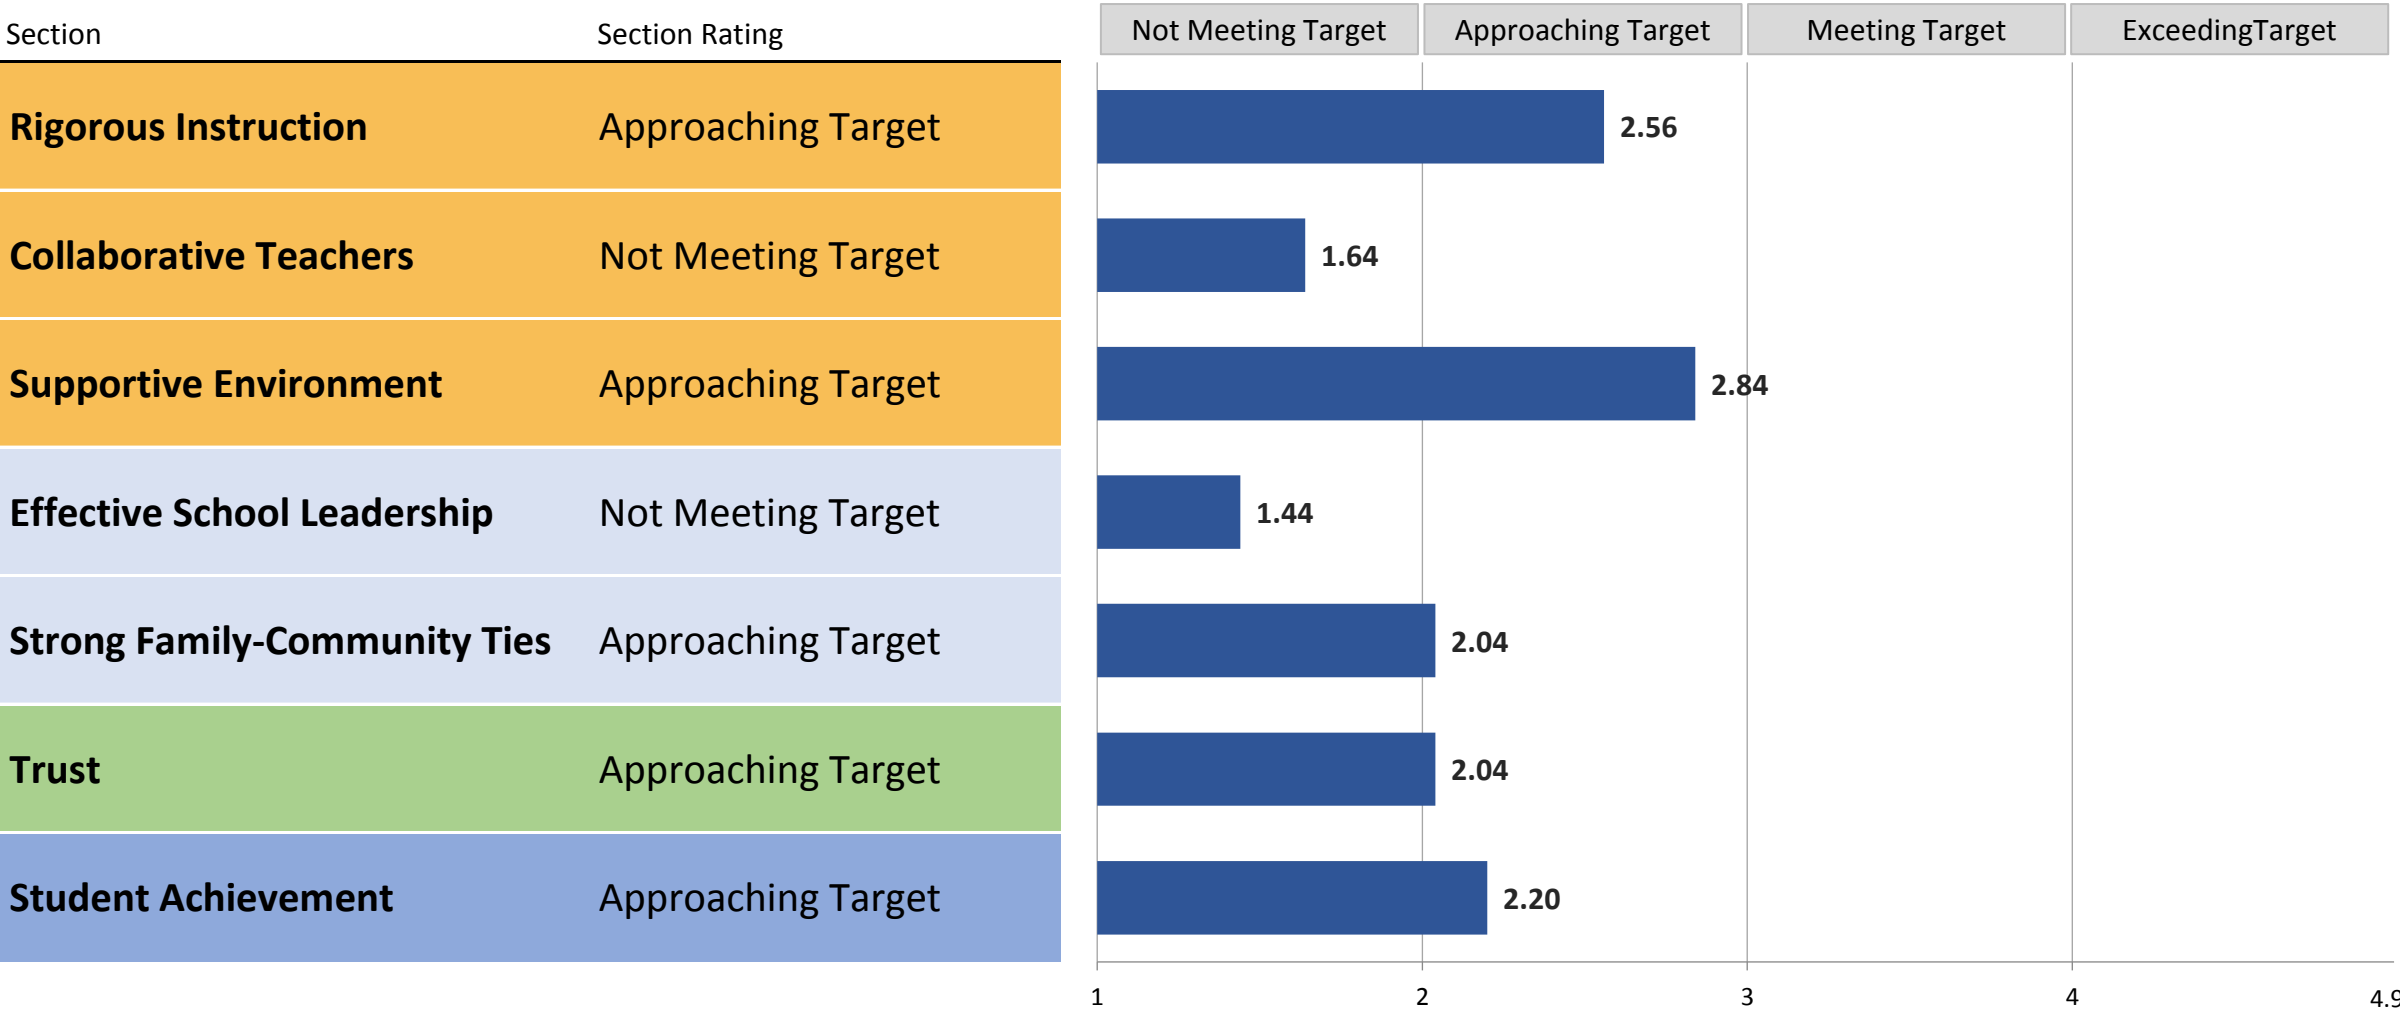 Section Section Rating Not Meeting Target Approaching Target Meeting Target ExceedingTarget
Rigorous Instruction Approaching Target 2.56
Collaborative Teachers Not Meeting Target 1.64
Supportive Environment Approaching Target 2.84
Effective School Leadership Not Meeting Target 1.44
Strong Family-Community Ties Approaching Target 2.04
Trust Approaching Target 2.04
Student Achievement Approaching Target 2.20
1 2 3 4 4.9